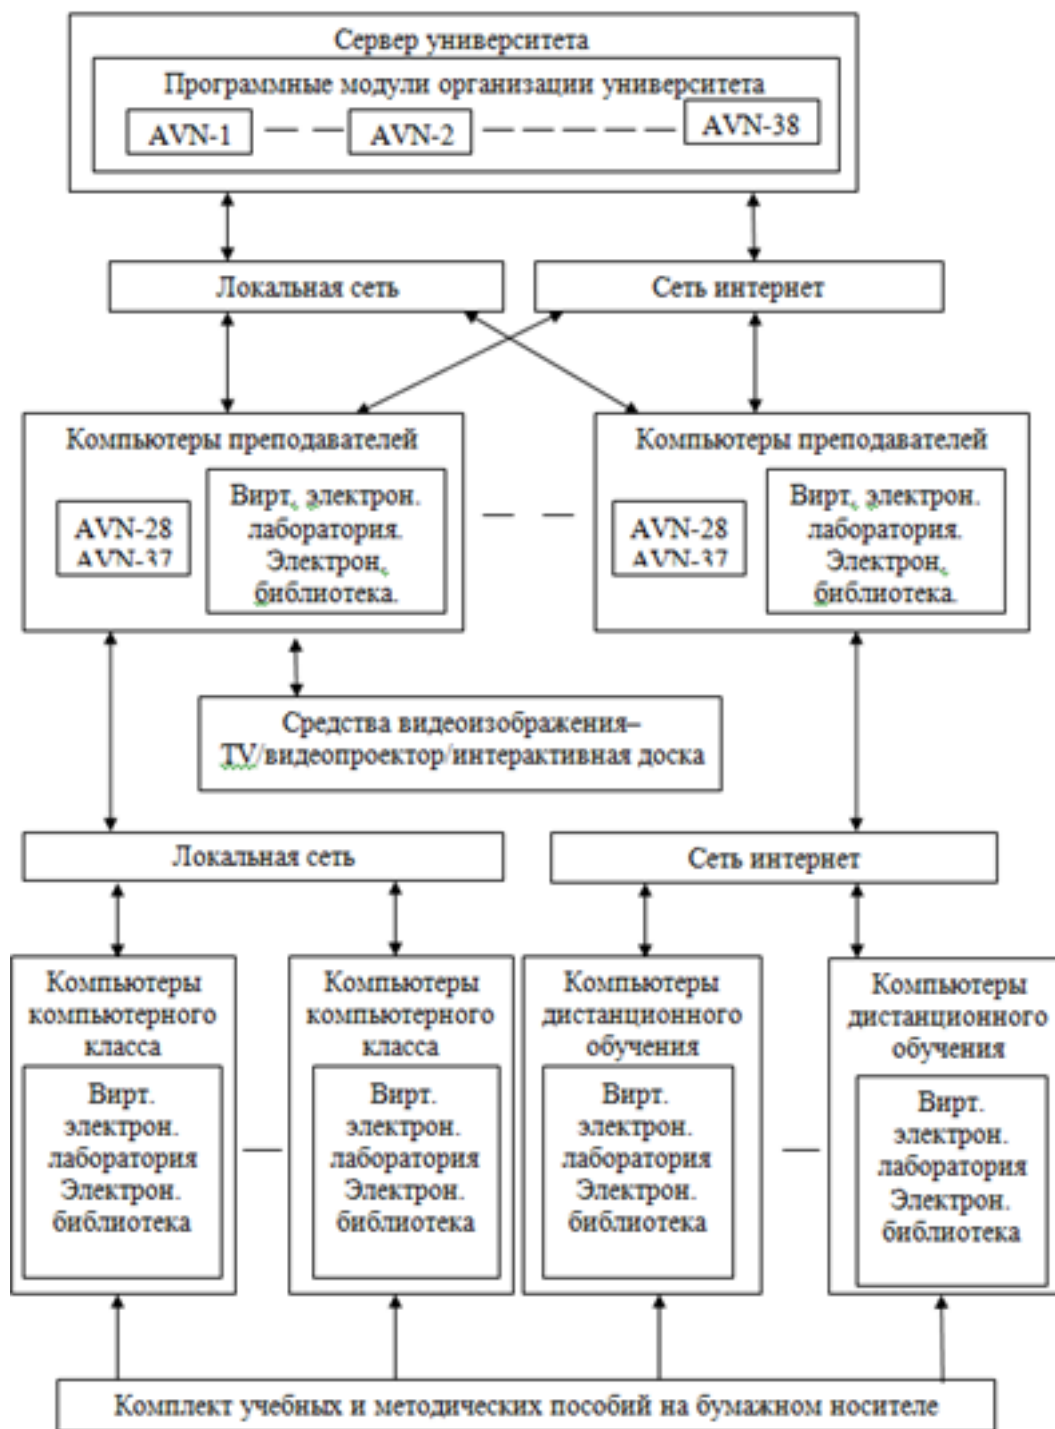 Сервер университета
Программные модули организации университета
AVN-1
AVN-2
AVN-38
Локальная сеть
Сеть интернет
Компьютеры преподавателей
AVN-28
AVN-37
Вирт, электрон.
лаборатория.
Электрон,
библиотека.
Компьютеры преподавателей
AVN-28
AVN-37
Вирт, электрон.
лаборатория.
Электрон,
библиотека.
Средства видеоизображения–
TV/видеопроектор/интерактивная доска
Локальная сеть
Сеть интернет
Компьютеры
компьютерного
класса
Вирт.
электрон.
лаборатория
Электрон.
библиотека
Компьютеры
компьютерного
класса
Вирт.
электрон.
лаборатория
Электрон.
библиотека
Компьютеры
дистанционного
обучения
Вирт.
электрон.
лаборатория
Электрон.
библиотека
Компьютеры
дистанционного
обучения
Вирт.
электрон.
лаборатория
Электрон.
библиотека
Комплект учебных и методических пособий на бумажном носителе